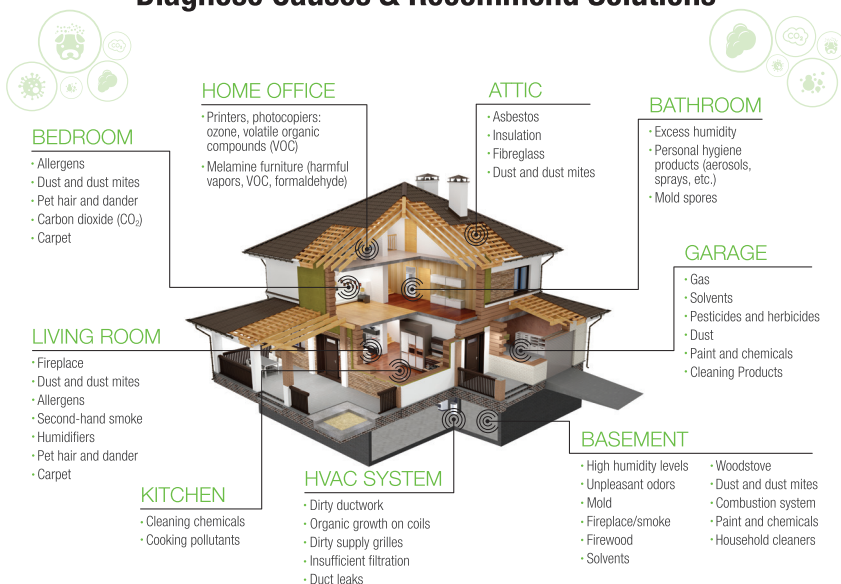 Diagnose Causes & Recommend Solutions
HOME OFFICE
· Printers, photocopiers:
ozone, volatile organic
compounds (VOC)
· Melamine furniture (harmful
vapors, VOC, formaldehyde)
ATTIC
· Asbestos
· Insulation
· Fibreglass
· Dust and dust mites
BATHROOM
· Excess humidity
· Personal hygiene
products (aerosols,
sprays, etc.)
· Mold spores
BEDROOM
· Allergens
· Dust and dust mites
· Pet hair and dander
· Carbon dioxide (CO₂)
· Carpet
GARAGE
· Gas
· Solvents
· Pesticides and herbicides
· Dust
· Paint and chemicals
· Cleaning Products
LIVING ROOM
· Fireplace
· Dust and dust mites
· Allergens
· Second-hand smoke
· Humidifiers
· Pet hair and dander
· Carpet
KITCHEN
· Cleaning chemicals
· Cooking pollutants
HVAC SYSTEM
· Dirty ductwork
· Organic growth on coils
· Dirty supply grilles
· Insufficient filtration
· Duct leaks
BASEMENT
· High humidity levels
· Unpleasant odors
· Mold
· Fireplace/smoke
· Firewood
· Solvents
· Woodstove
· Dust and dust mites
· Combustion system
· Paint and chemicals
· Household cleaners
CO₂
CO₂